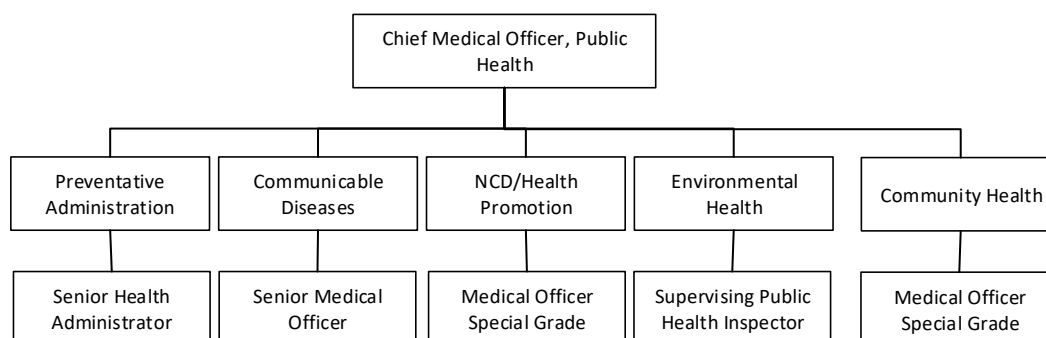 Chief Medical Officer, Public
Health
Preventative
Administration
Communicable
Diseases
NCD/Health
Promotion
Environmental
Health
Community Health
Senior Health
Administrator
Senior Medical
Officer
Medical Officer
Special Grade
Supervising Public
Health Inspector
Medical Officer
Special Grade